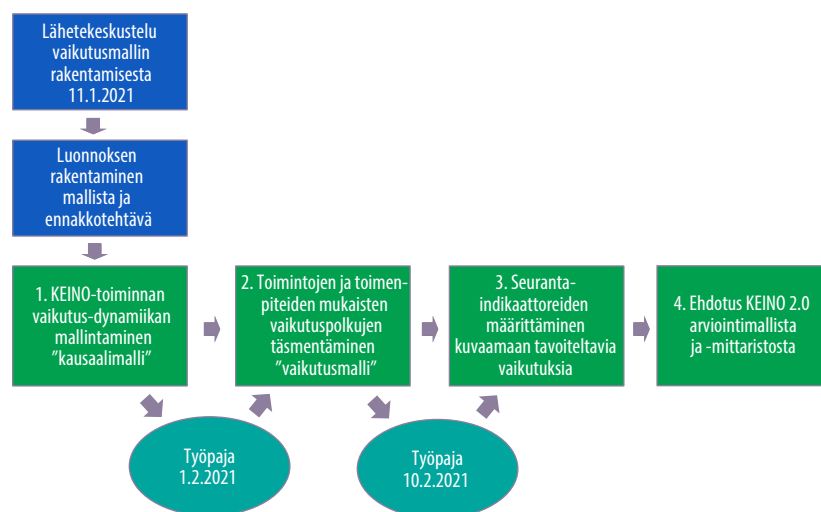 Lähetekeskustelu
vaikutusmallin
rakentamisesta
11.1.2021
Luonnoksen
rakentaminen
mallista ja
ennakkotehtävä
1. KEINO-toiminnan
vaikutus-dynamiikan
mallintaminen
"kausaalimalli"
2. Toimintojen ja toimen-
piteiden mukaisten
vaikutuspolkujen
täsmentäminen
"vaikutusmalli"
3. Seuranta-
indikaattoreiden
määrittäminen
kuvaamaan tavoiteltavia
vaikutuksia
4. Ehdotus KEINO 2.0
arviointimallista
ja -mittaristosta
Työpaja
1.2.2021
Työpaja
10.2.2021